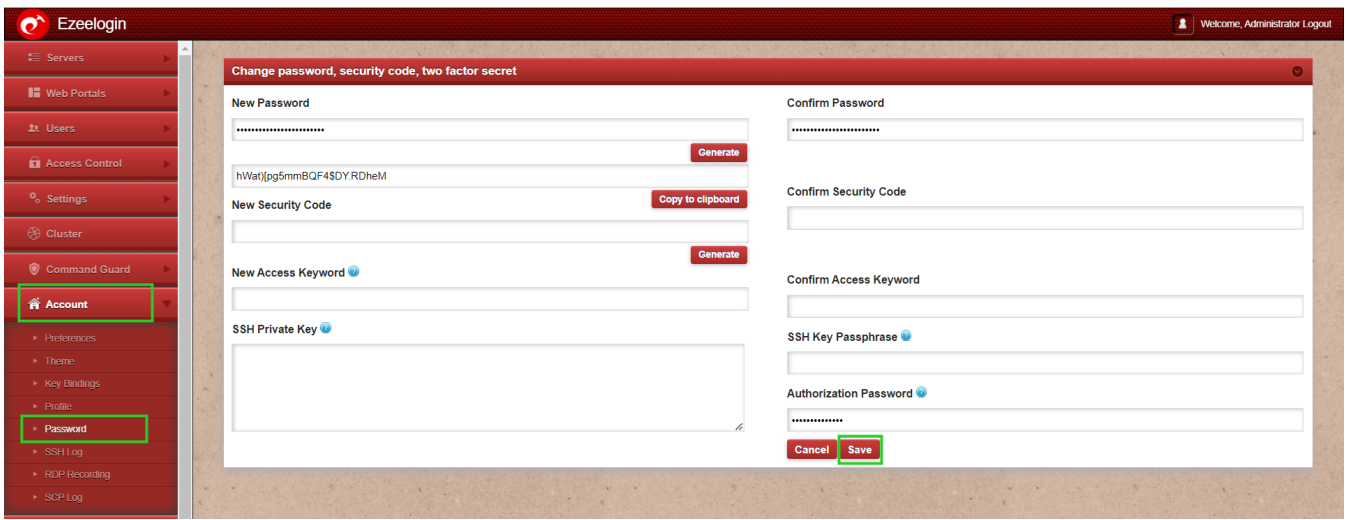 Ezeelogin
Welcome, Administrator Logout
Servers
Web Portals
Users
Access Control
Settings
Cluster
Command Guard
Account
Preferences
Theme
Key Bindings
Profile
Password
SSH Log
RDP Recording
SCP Log
Change password, security code, two factor secret
New Password
Confirm Password
Generate
hWat)[pg5mmBQF4$DY.RDheM
Copy to clipboard
New Security Code
Confirm Security Code
Generate
New Access Keyword
Confirm Access Keyword
SSH Private Key
SSH Key Passphrase
Authorization Password
Cancel Save